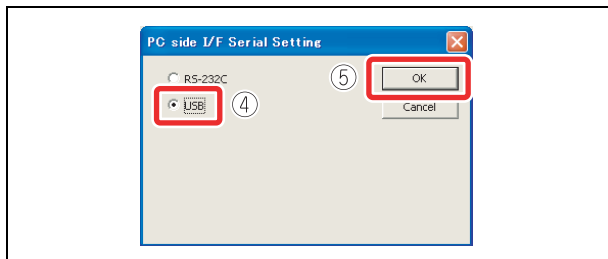 PC side I/F Serial Setting
RS-232C
⑤
OK
USB
④
Cancel